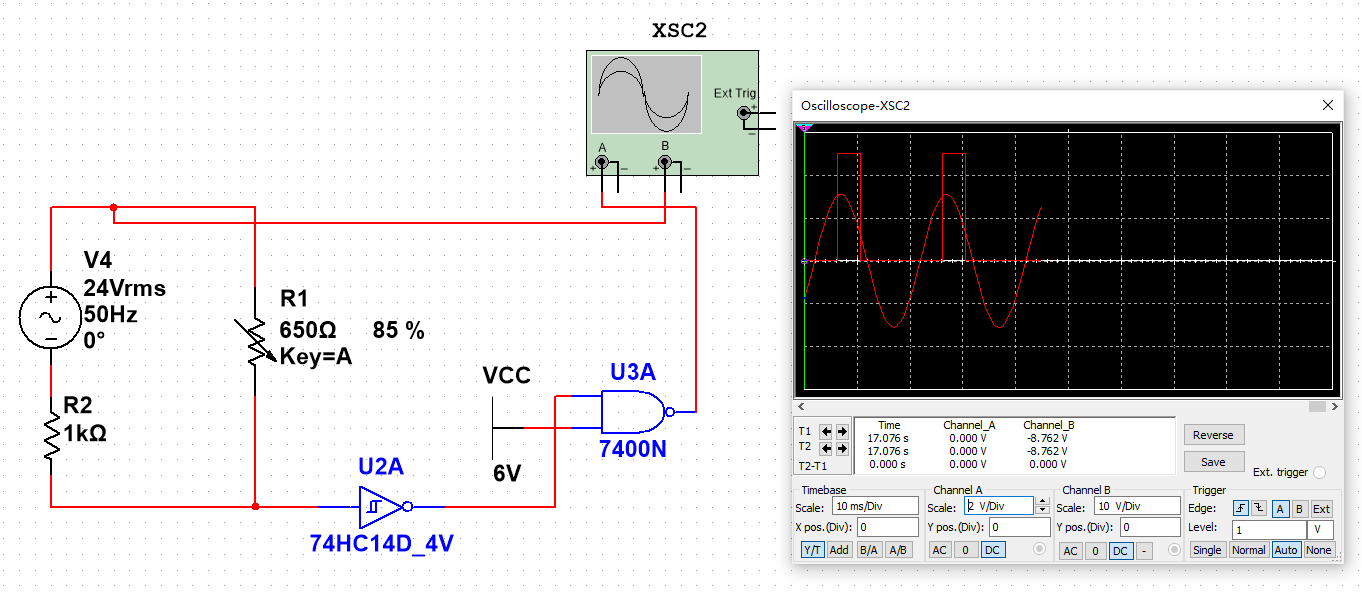 XSC2
Ext Trig
+
−
A
B
+ − + −
V4
24Vrms
50Hz
0°
R1
650Ω 85 %
Key=A
R2
1kΩ
VCC
6V
U3A
7400N
U2A
74HC14D_4V
Oscilloscope-XSC2
Time Channel_A Channel_B
T1 17.076 s 0.000 V -8.762 V
T2 17.076 s 0.000 V -8.762 V
T2-T1 0.000 s 0.000 V 0.000 V
Reverse
Save
Ext. trigger
Timebase
Scale: 10 ms/Div
X pos.(Div): 0
Y/T Add B/A A/B
Channel A
Scale: 2 V/Div
Y pos.(Div): 0
AC 0 DC
Channel B
Scale: 10 V/Div
Y pos.(Div): 0
AC 0 DC -
Trigger
Edge: A B Ext
Level: 1 V
Single Normal Auto None